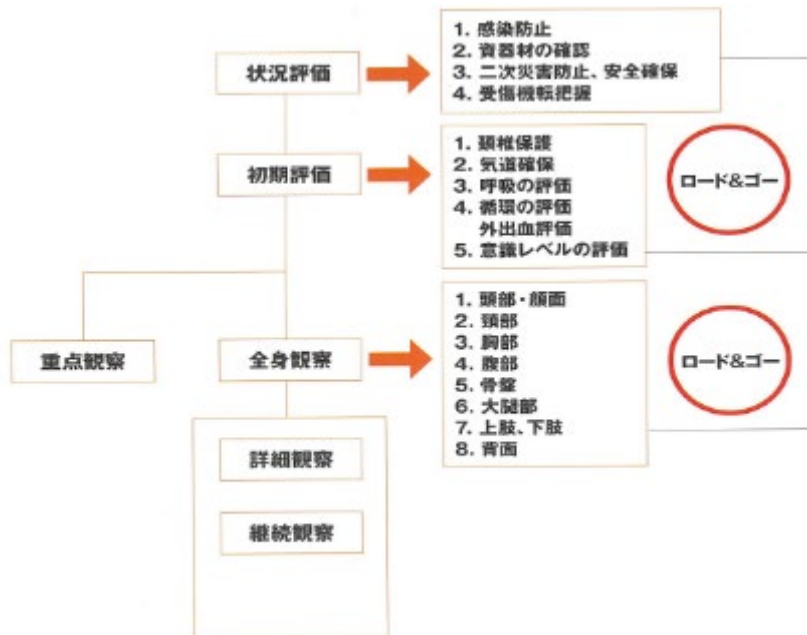 状況評価
1. 感染防止
2. 資器材の確認
3. 二次災害防止、安全確保
4. 受傷機転把握
初期評価
1. 頚椎保護
2. 気道確保
3. 呼吸の評価
4. 循環の評価
外出血評価
5. 意識レベルの評価
ロード&ゴー
重点観察
全身観察
1. 頭部・顔面
2. 頚部
3. 胸部
4. 腹部
5. 骨盤
6. 大腿部
7. 上肢、下肢
8. 背面
ロード&ゴー
詳細観察
継続観察